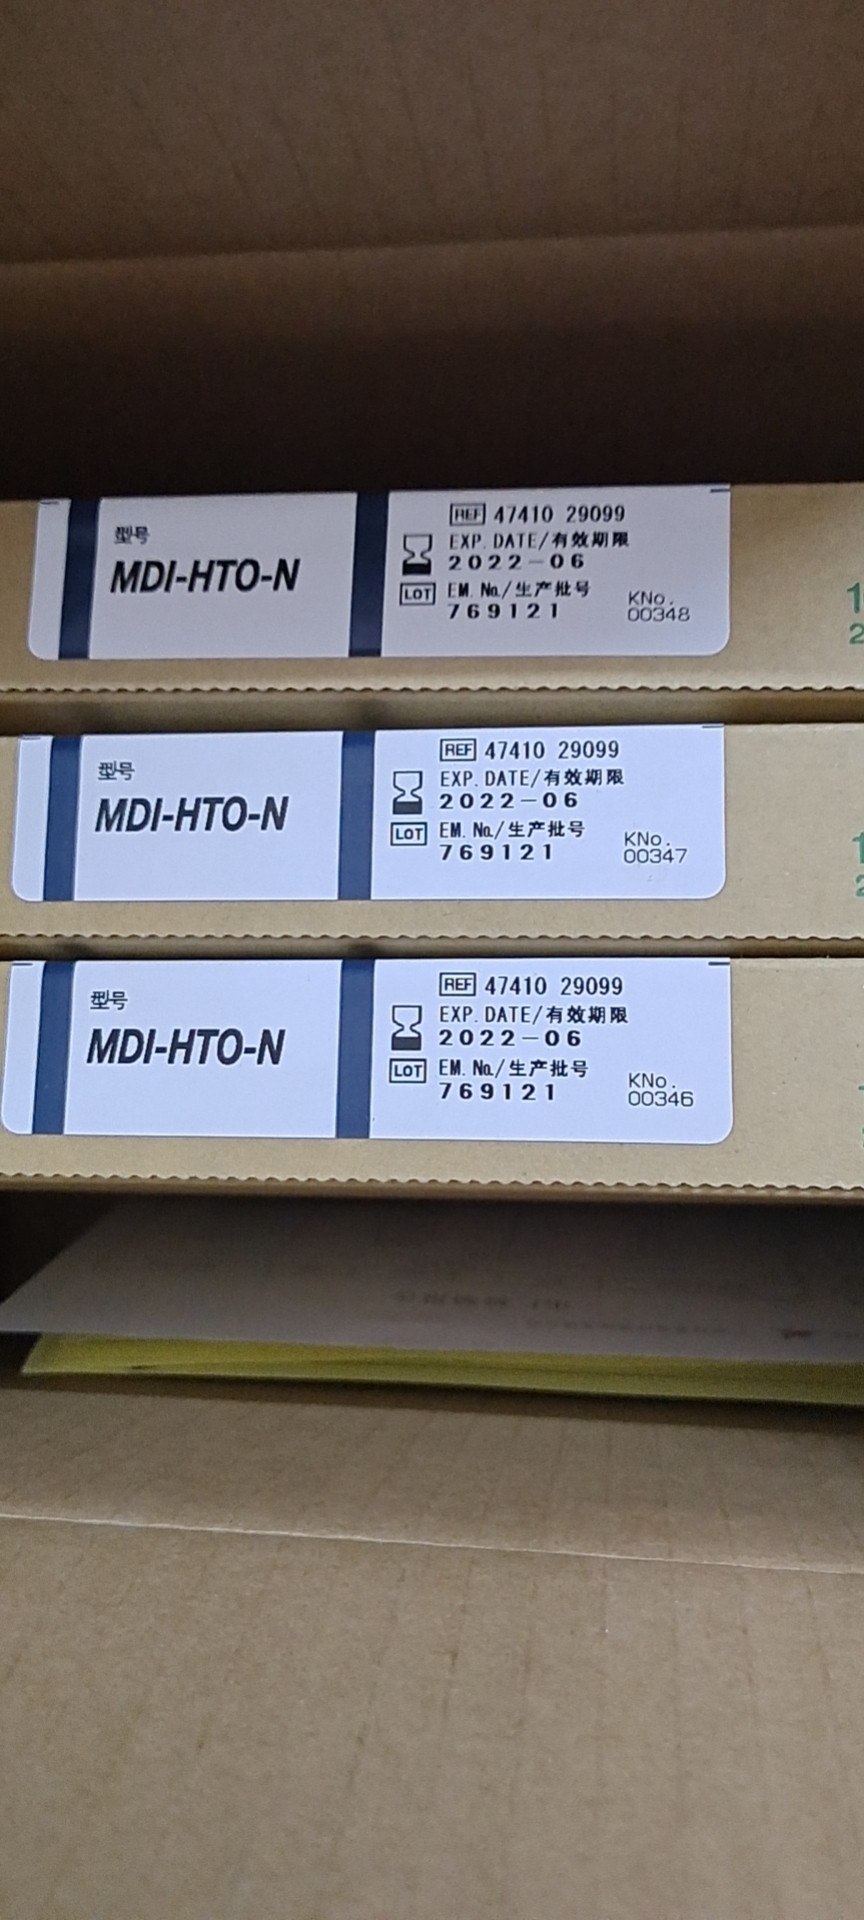 型号
MDI-HTO-N
REF 47410 29099
EXP. DATE/有效期限
2022-06
LOT EM. No./生产批号
769121
KNo.
00348
型号
MDI-HTO-N
REF 47410 29099
EXP. DATE/有效期限
2022-06
LOT EM. No./生产批号
769121
KNo.
00347
型号
MDI-HTO-N
REF 47410 29099
EXP. DATE/有效期限
2022-06
LOT EM. No./生产批号
769121
KNo.
00346